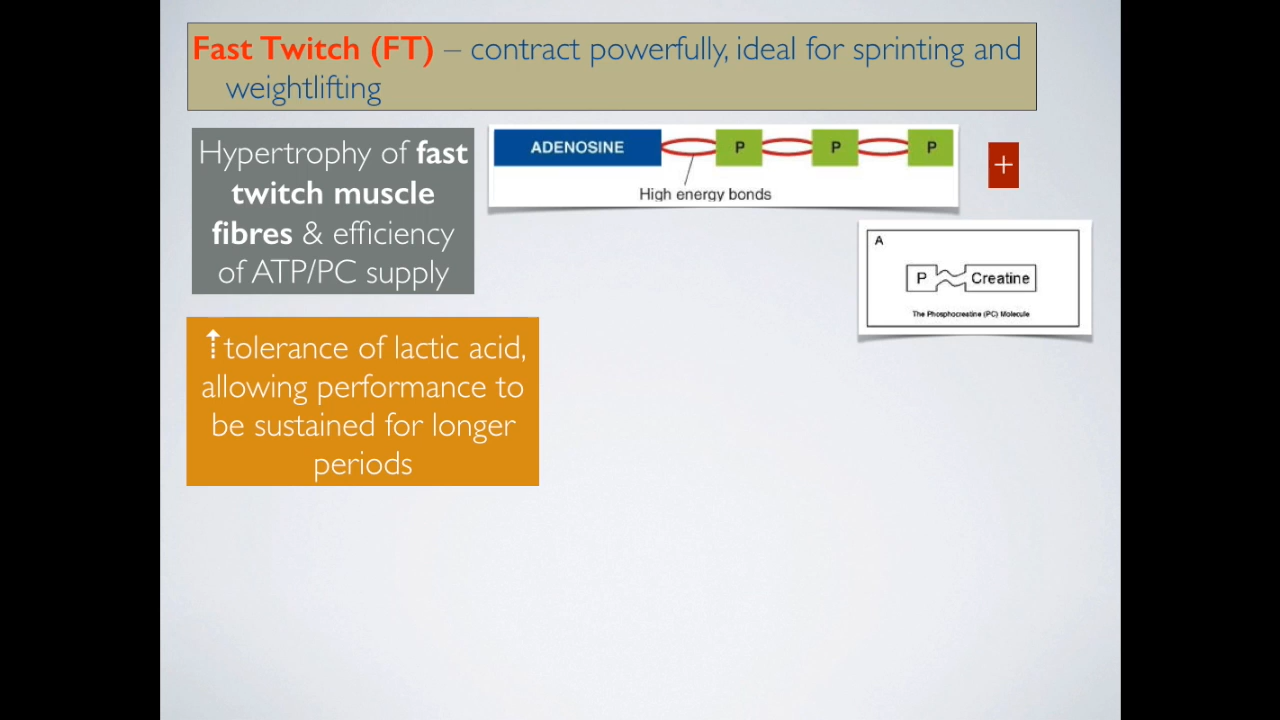 Fast Twitch (FT) – contract powerfully, ideal for sprinting and
weightlifting
Hypertrophy of fast
twitch muscle
fibres & efficiency
of ATP/PC supply
ADENOSINE P P P
High energy bonds
+
A
P Creatine
The Phosphocreatine (PC) Molecule
⇡tolerance of lactic acid,
allowing performance to
be sustained for longer
periods